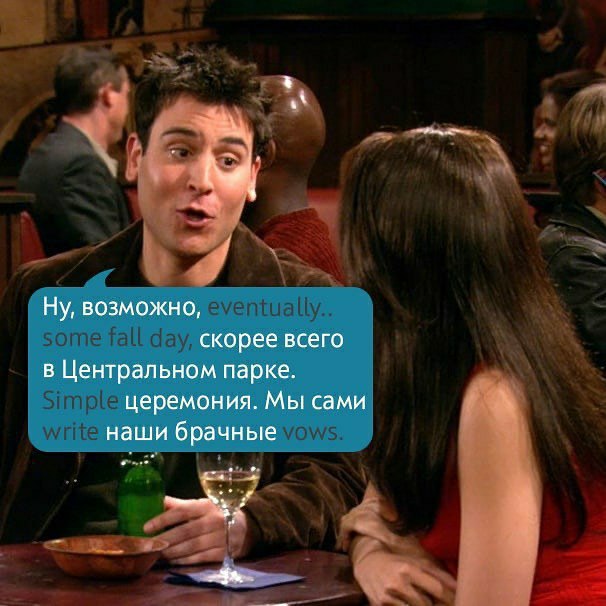 Ну, возможно, eventually..
some fall day, скорее всего
в Центральном парке.
Simple церемония. Мы сами
write наши брачные vows.